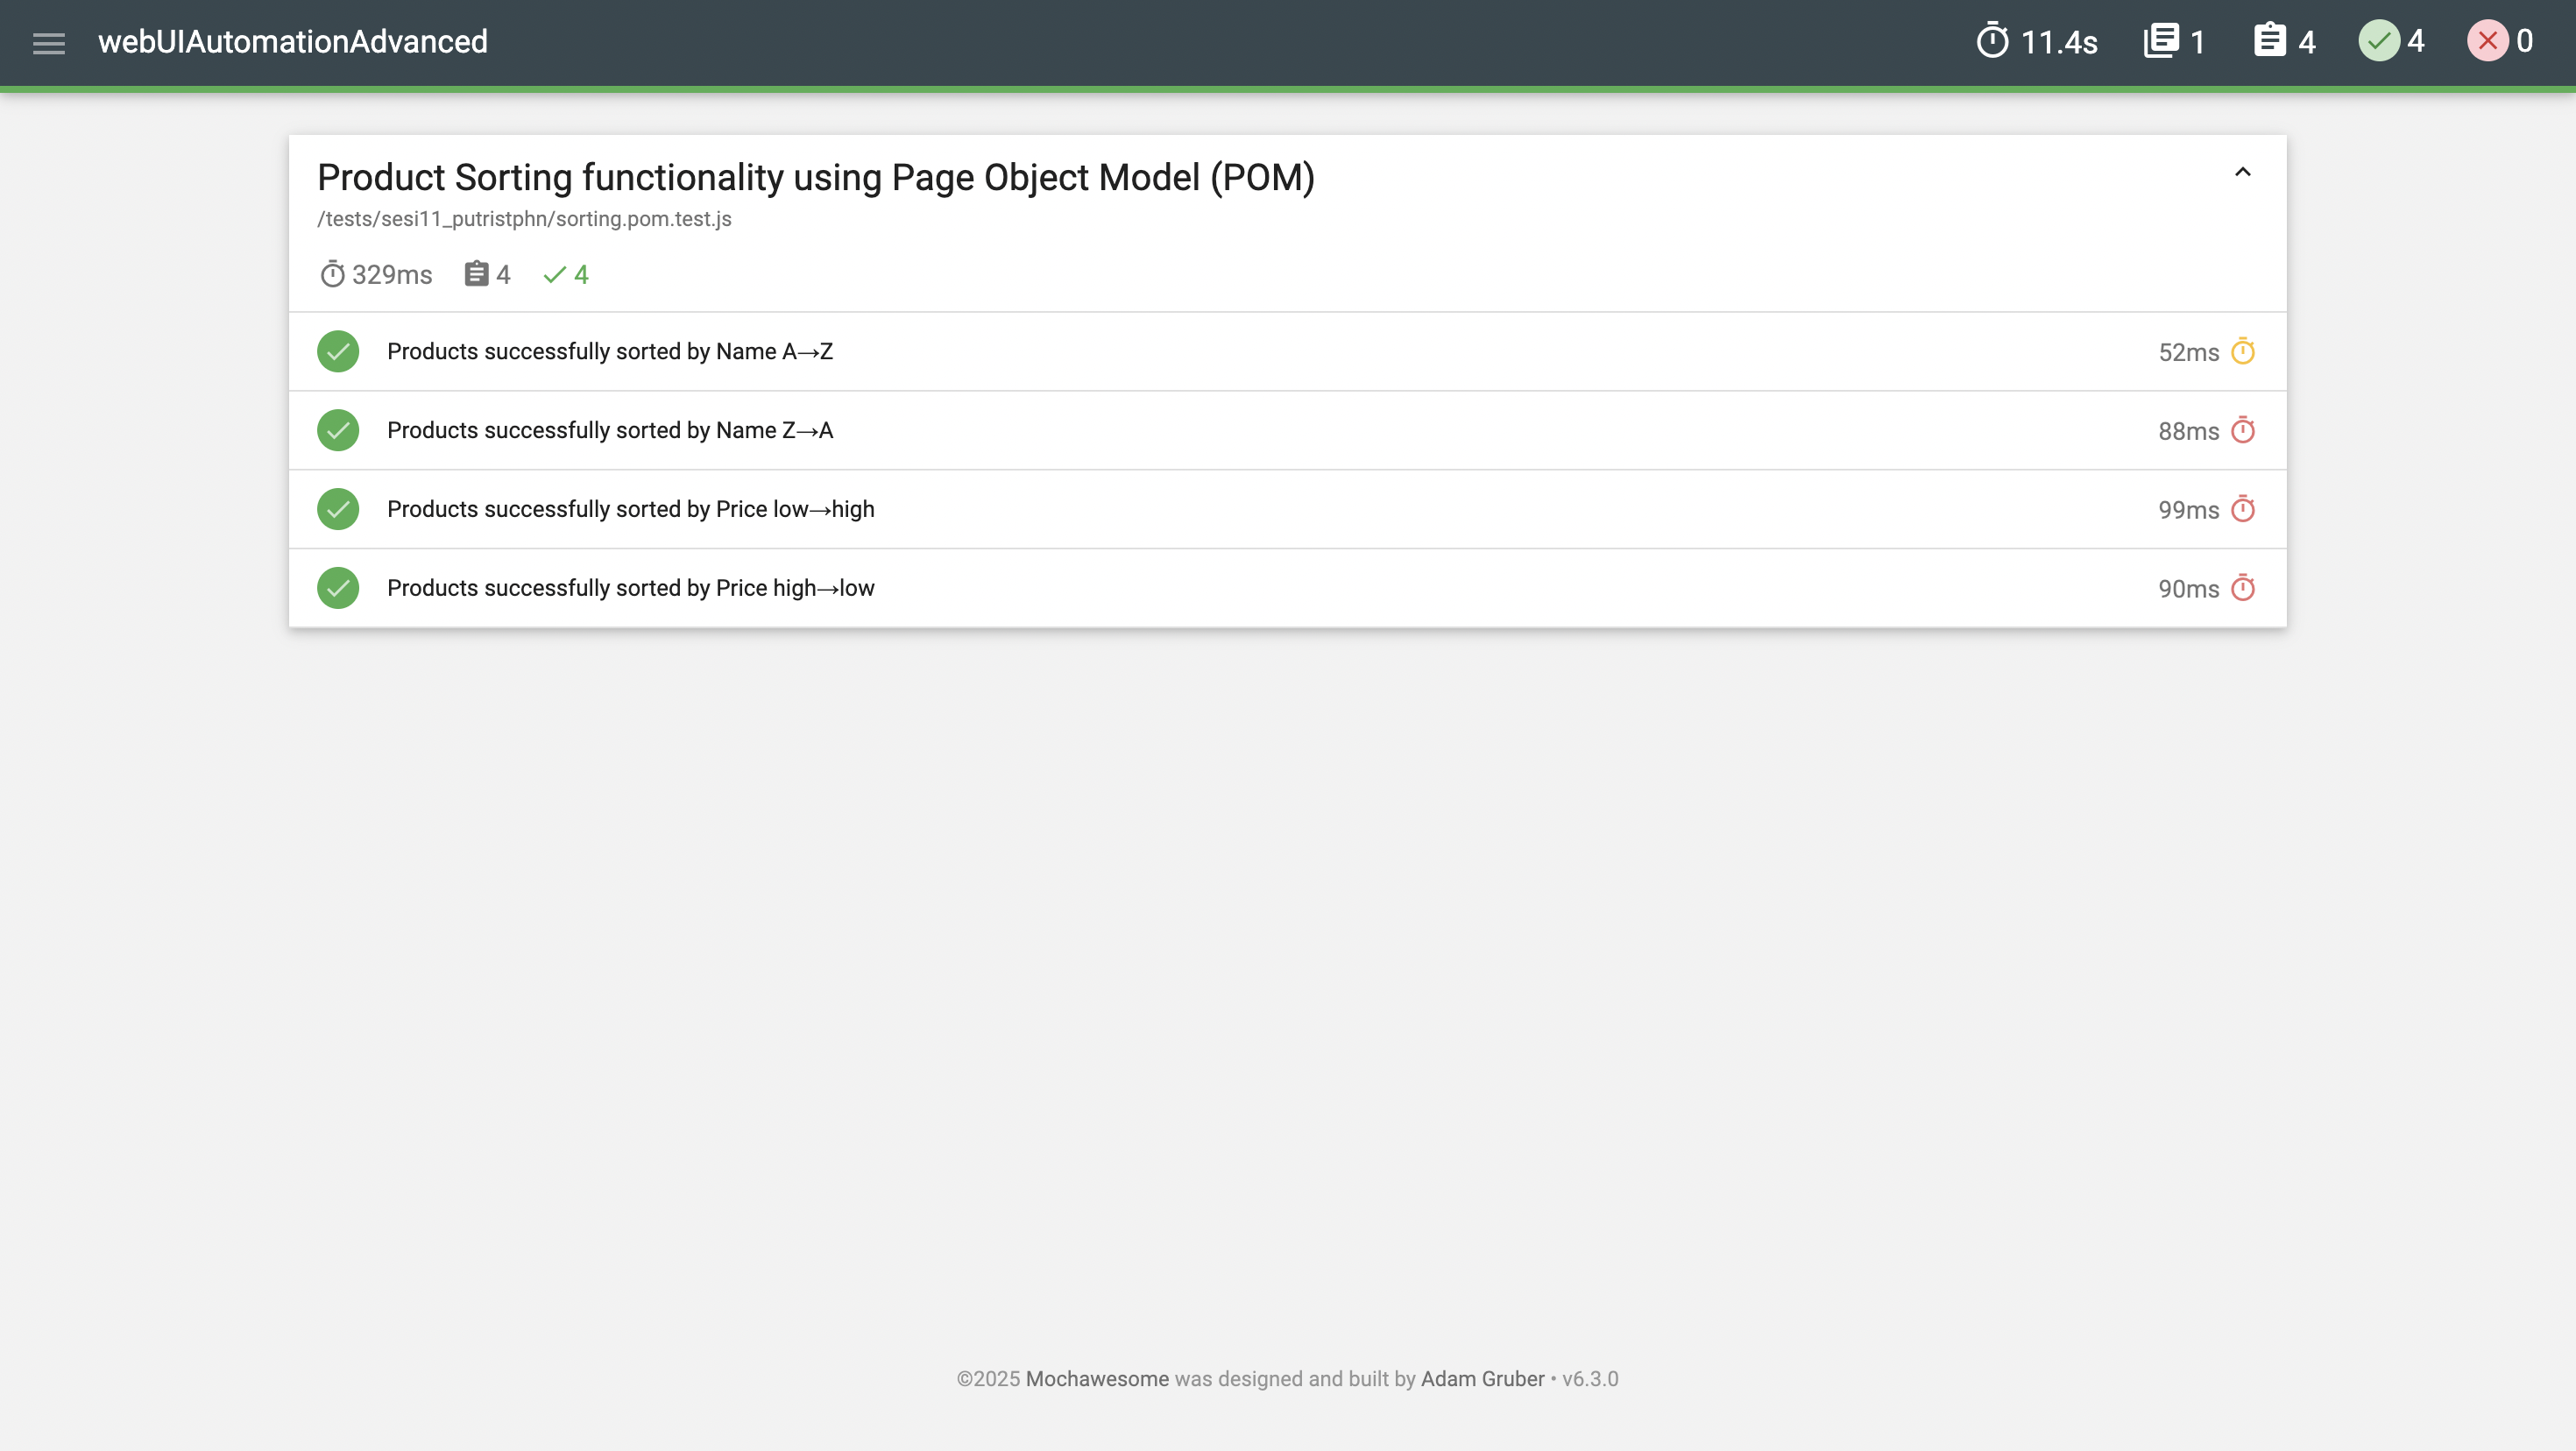 webUIAutomationAdvanced 11.4s 1 4 4 0
Product Sorting functionality using Page Object Model (POM)
/tests/sesi11_putristphn/sorting.pom.test.js
329ms 4 4
Products successfully sorted by Name A→Z 52ms
Products successfully sorted by Name Z→A 88ms
Products successfully sorted by Price low→high 99ms
Products successfully sorted by Price high→low 90ms
©2025 Mochawesome was designed and built by Adam Gruber • v6.3.0